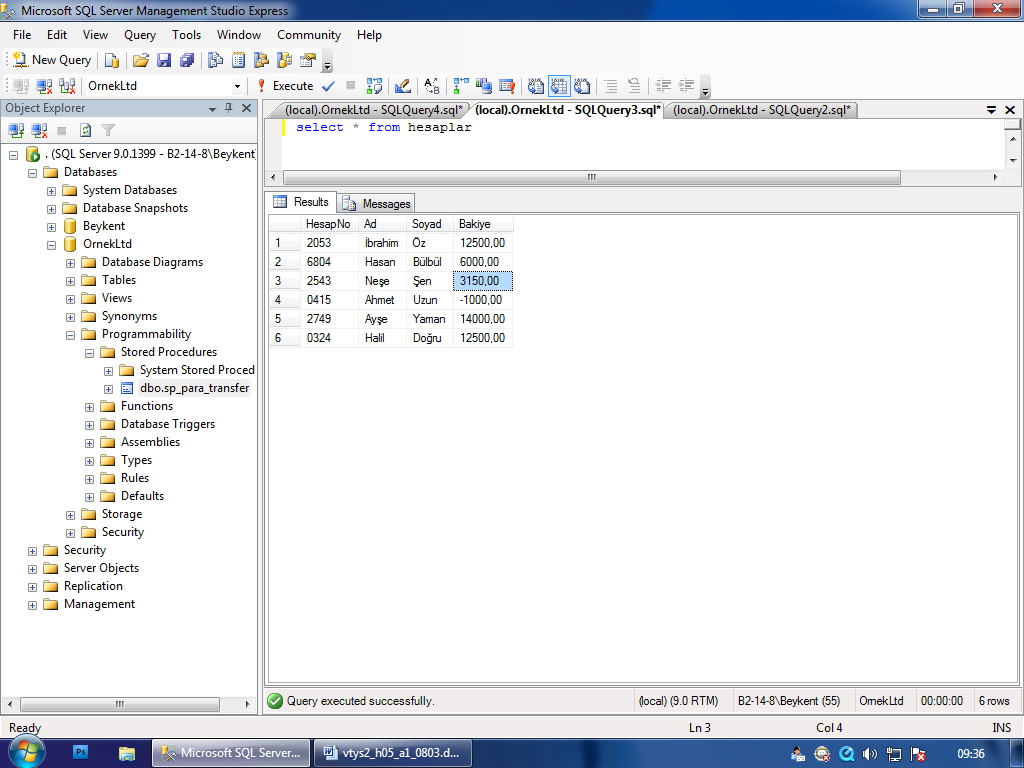 Microsoft SQL Server Management Studio Express
File Edit View Query Tools Window Community Help
New Query
OrnekLtd Execute
Object Explorer
(local).OrnekLtd - SQLQuery4.sql* (local).OrnekLtd - SQLQuery3.sql* (local).OrnekLtd - SQLQuery2.sql*
select * from hesaplar
. (SQL Server 9.0.1399 - B2-14-8\Beykent
Databases
System Databases
Database Snapshots
Beykent
OrnekLtd
Database Diagrams
Tables
Views
Synonyms
Programmability
Stored Procedures
System Stored Proced
dbo.sp_para_transfer
Functions
Database Triggers
Assemblies
Types
Rules
Defaults
Storage
Security
Security
Server Objects
Replication
Management
Results Messages
HesapNo Ad Soyad Bakiye
1 2053 İbrahim Öz 12500,00
2 6804 Hasan Bülbül 6000,00
3 2543 Neşe Şen 3150,00
4 0415 Ahmet Uzun -1000,00
5 2749 Ayşe Yaman 14000,00
6 0324 Halil Doğru 12500,00
Query executed successfully. (local) (9.0 RTM) B2-14-8\Beykent (55) OrnekLtd 00:00:00 6 rows
Ready Ln 3 Col 4 INS
Ps Microsoft SQL Server... vtys2_h05_a1_0803.d... 09:36